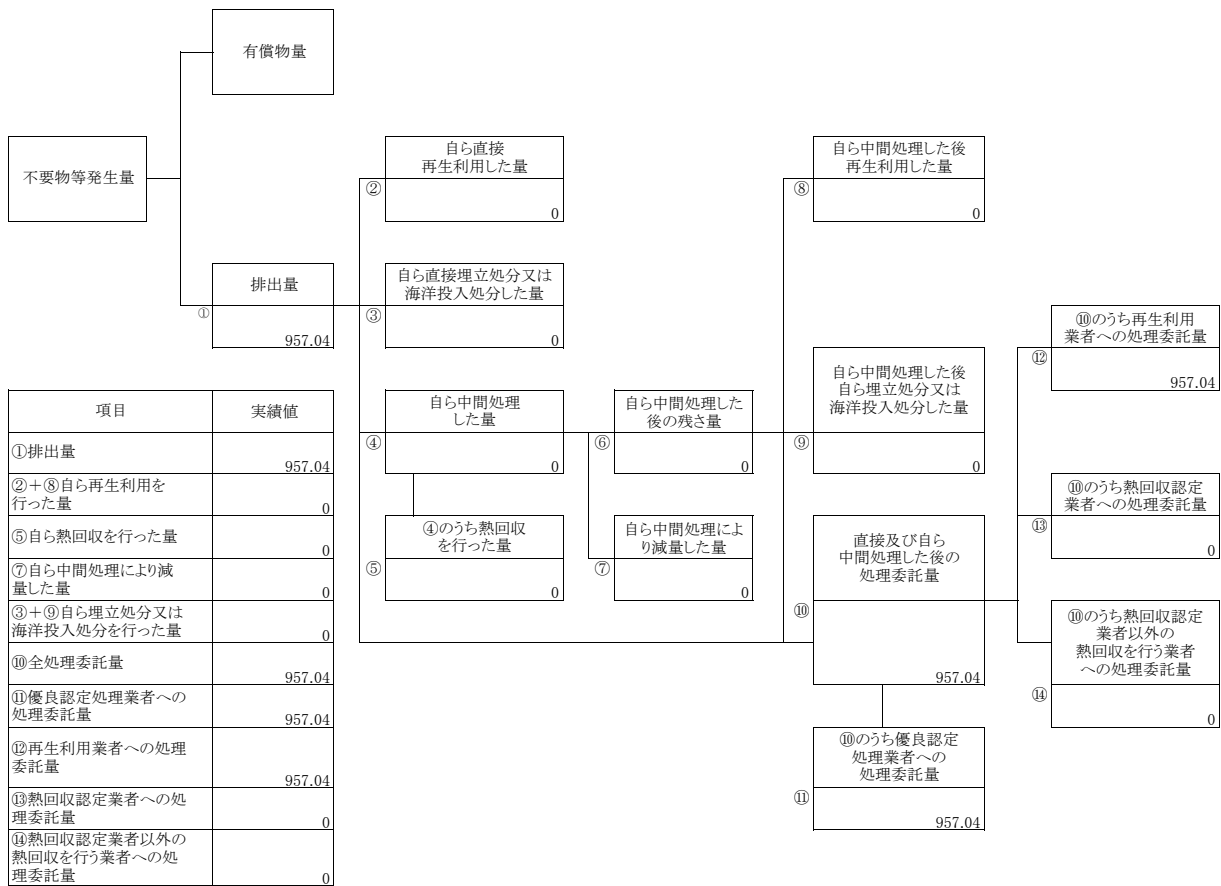 有償物量
不要物等発生量
排出量
①
957.04
自ら直接
再生利用した量
②
0
自ら直接埋立処分又は
海洋投入処分した量
③
0
自ら中間処理
した量
④
0
④のうち熱回収
を行った量
⑤
0
自ら中間処理した
後の残さ量
⑥
0
自ら中間処理によ
り減量した量
⑦
0
自ら中間処理した後
再生利用した量
⑧
0
自ら中間処理した後
自ら埋立処分又は
海洋投入処分した量
⑨
0
直接及び自ら
中間処理した後の
処理委託量
⑩
957.04
⑩のうち優良認定
処理業者への
処理委託量
⑪
957.04
⑩のうち再生利用
業者への処理委託量
⑫
957.04
⑩のうち熱回収認定
業者への処理委託量
⑬
0
⑩のうち熱回収認定
業者以外の
熱回収を行う業者
への処理委託量
⑭
0
項目 実績値
①排出量
957.04
②＋⑧自ら再生利用を
行った量
0
⑤自ら熱回収を行った量
0
⑦自ら中間処理により減
量した量
0
③＋⑨自ら埋立処分又は
海洋投入処分を行った量
0
⑩全処理委託量
957.04
⑪優良認定処理業者への
処理委託量
957.04
⑫再生利用業者への処理
委託量
957.04
⑬熱回収認定業者への処
理委託量
0
⑭熱回収認定業者以外の
熱回収を行う業者への処
理委託量
0